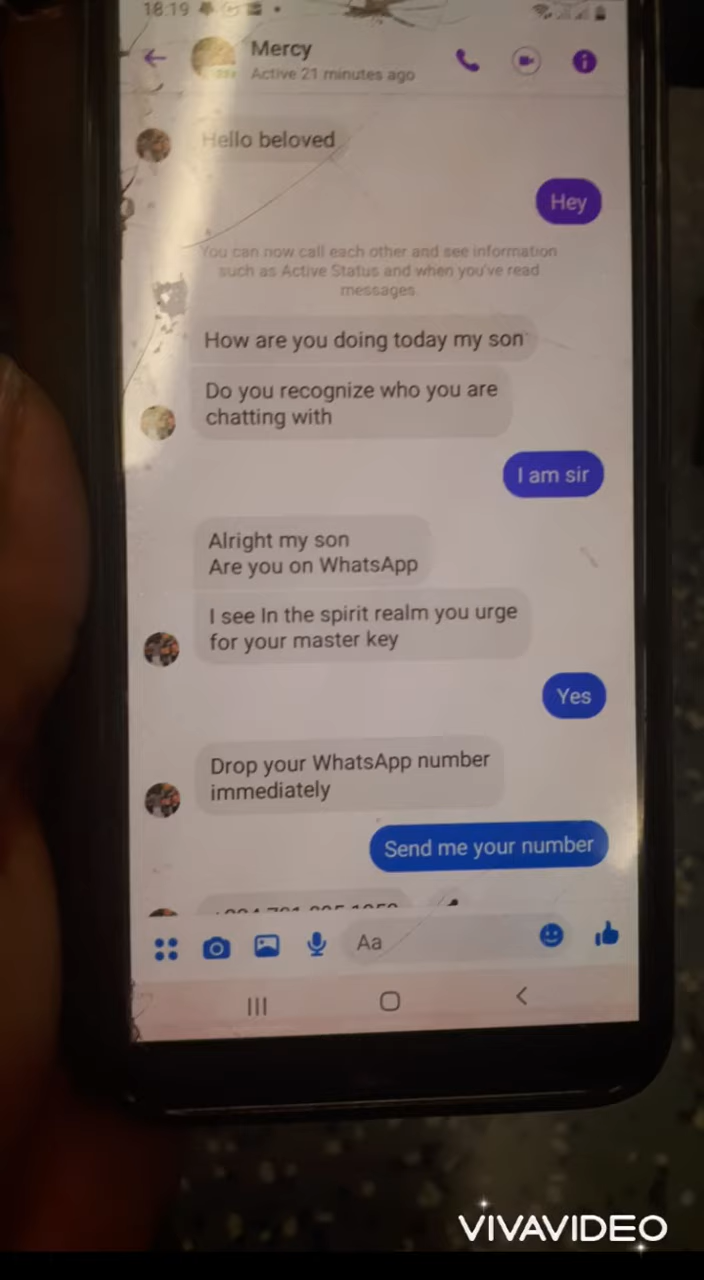 18:19
Mercy
Active 21 minutes ago
Hello beloved
Hey
You can now call each other and see information
such as Active Status and when you've read
messages.
How are you doing today my son
Do you recognize who you are
chatting with
I am sir
Alright my son
Are you on WhatsApp
I see In the spirit realm you urge
for your master key
Yes
Drop your WhatsApp number
immediately
Send me your number
Aa
VIVAVIDEO